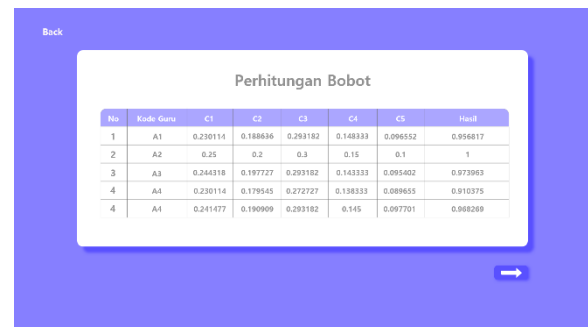 Back
Perhitungan Bobot
No Kode Guru C1 C2 C3 C4 C5 Hasil
1 A1 0.230114 0.188636 0.293182 0.148333 0.096552 0.956817
2 A2 0.25 0.2 0.3 0.15 0.1 1
3 A3 0.244318 0.197727 0.293182 0.143333 0.095402 0.973963
4 A4 0.230114 0.179545 0.272727 0.138333 0.089655 0.910375
4 A4 0.241477 0.190909 0.293182 0.145 0.097701 0.968269